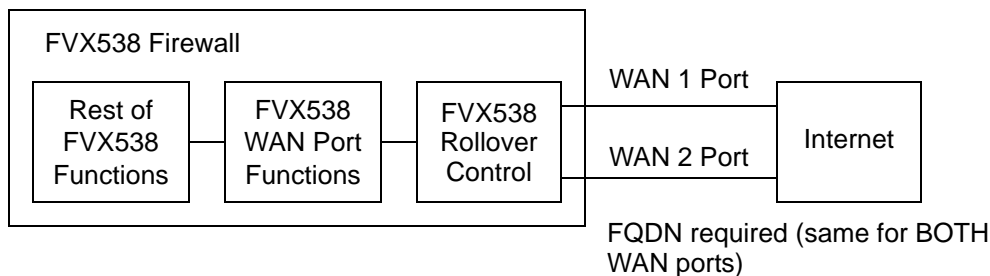 FVX538 Firewall
Rest of
FVX538
Functions
FVX538
WAN Port
Functions
FVX538
Rollover
Control
WAN 1 Port
WAN 2 Port
Internet
FQDN required (same for BOTH
WAN ports)